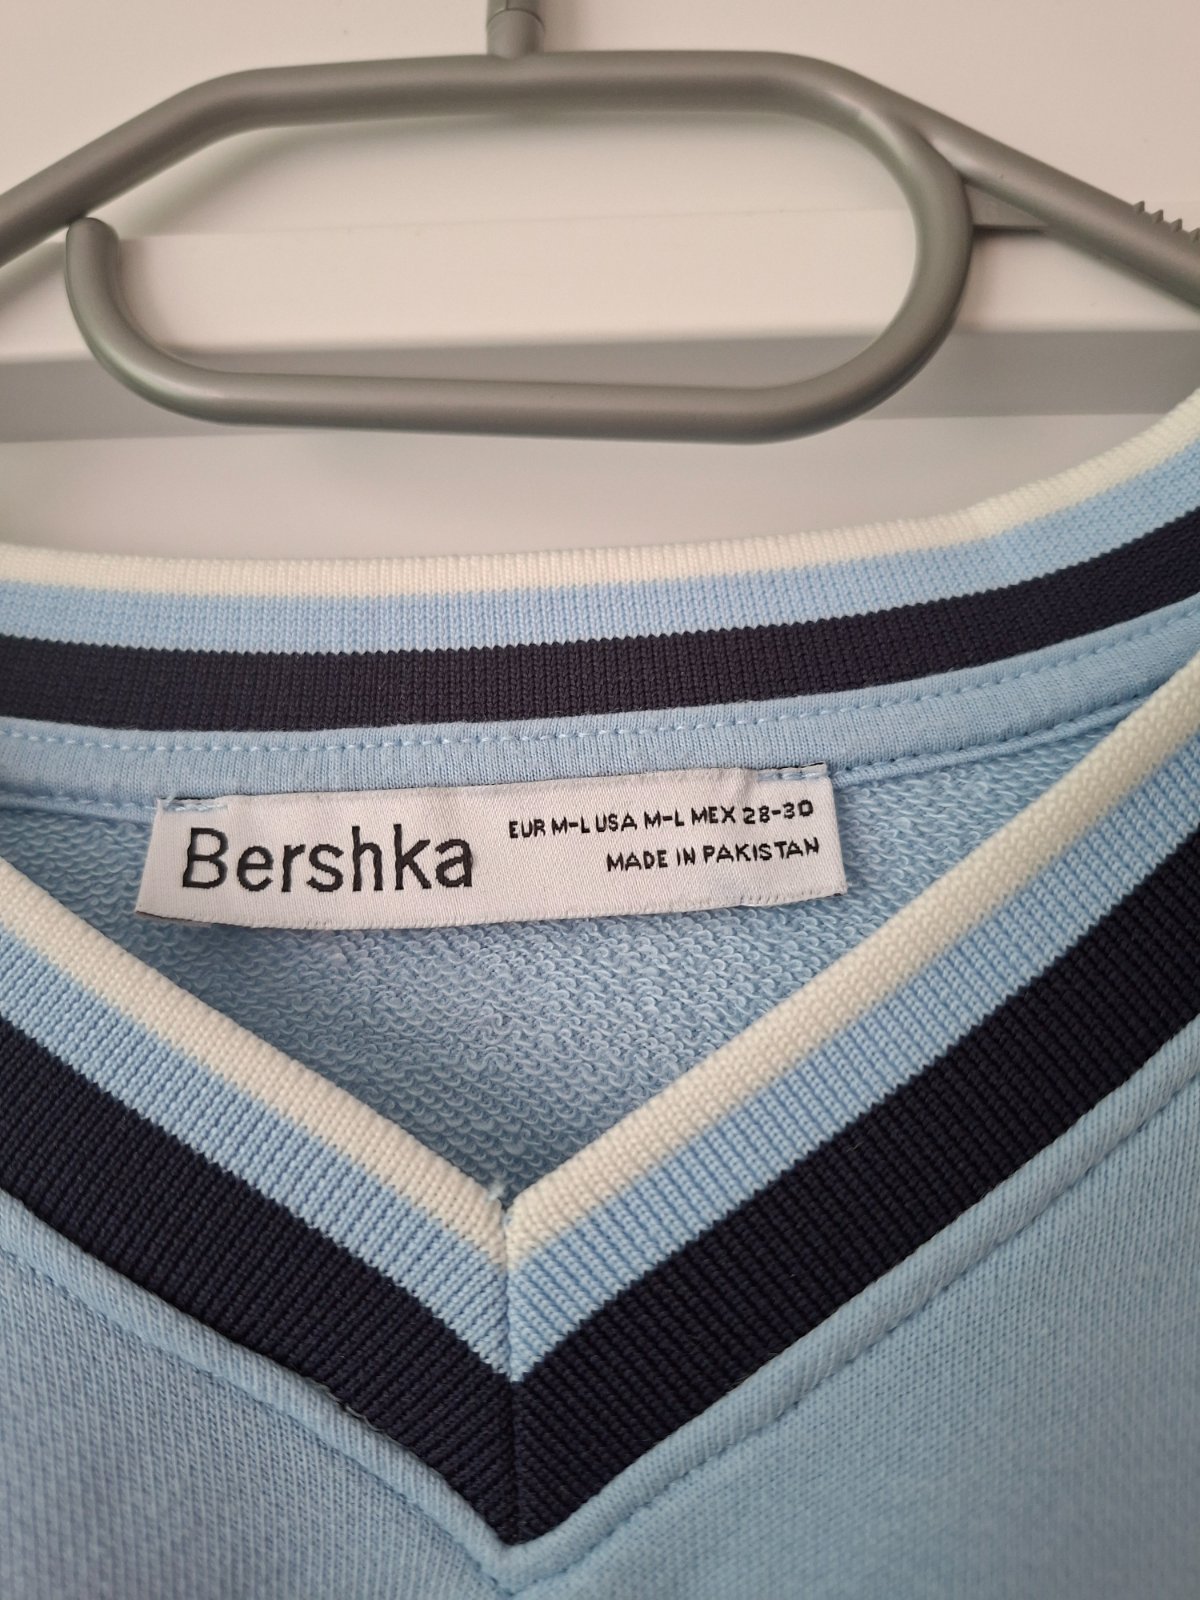 Bershka
EUR M-L USA M-L MEX 28-30
MADE IN PAKISTAN